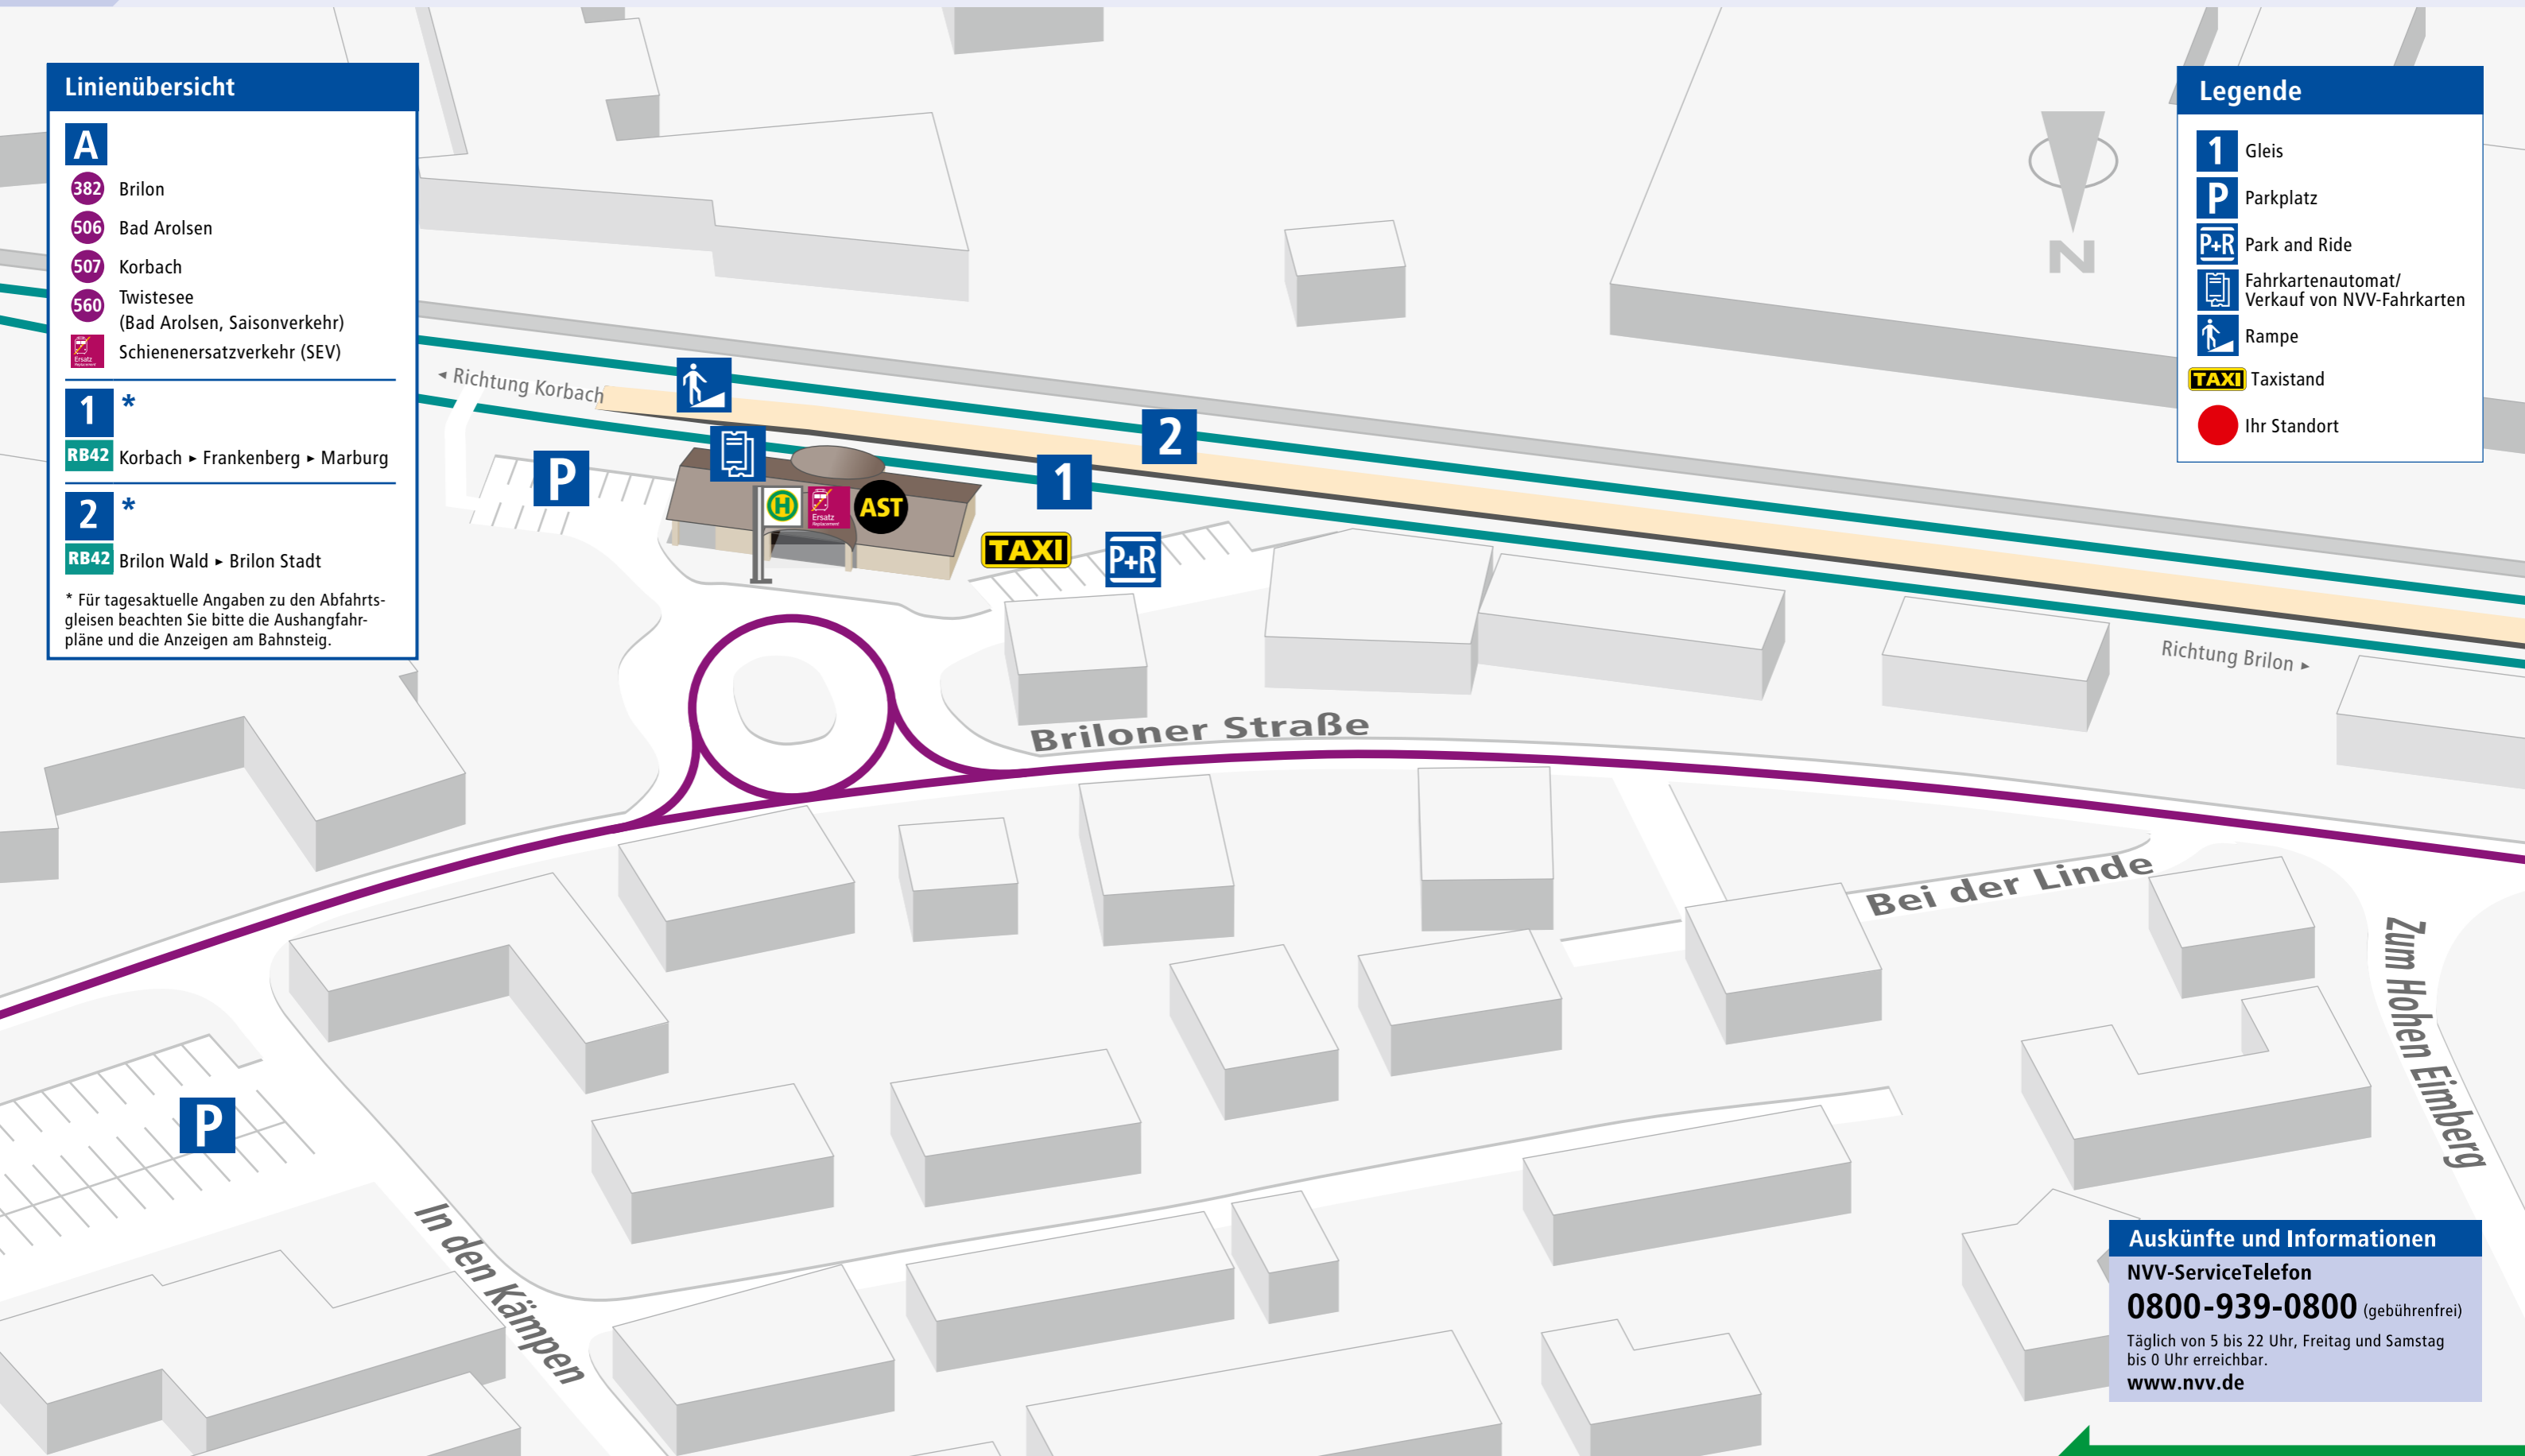 Linienübersicht
A
382 Brilon
506 Bad Arolsen
507 Korbach
560 Twistesee
(Bad Arolsen, Saisonverkehr)
Ersatz
Replacement
Schienenersatzverkehr (SEV)
1 *
RB42 Korbach ▸ Frankenberg ▸ Marburg
2 *
RB42 Brilon Wald ▸ Brilon Stadt
* Für tagesaktuelle Angaben zu den Abfahrts-
gleisen beachten Sie bitte die Aushangfahr-
pläne und die Anzeigen am Bahnsteig.
Legende
1 Gleis
P Parkplatz
P+R Park and Ride
Fahrkartenautomat/
Verkauf von NVV-Fahrkarten
Rampe
TAXI Taxistand
Ihr Standort
N
◂ Richtung Korbach
2
1
P
H
Ersatz
Replacement
AST
TAXI
P+R
Richtung Brilon ▸
Briloner Straße
Bei der Linde
Zum Hohen Eimberg
P
In den Kämpen
Auskünfte und Informationen
NVV-ServiceTelefon
0800-939-0800 (gebührenfrei)
Täglich von 5 bis 22 Uhr, Freitag und Samstag
bis 0 Uhr erreichbar.
www.nvv.de